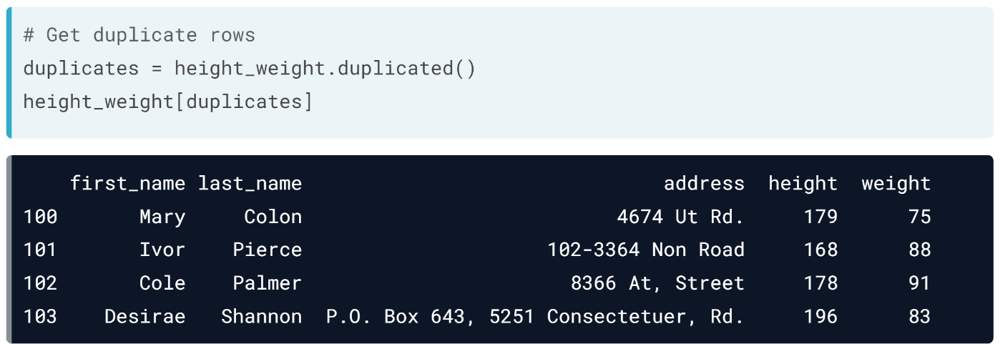 # Get duplicate rows
duplicates = height_weight.duplicated()
height_weight[duplicates]
first_name last_name address height weight
100 Mary Colon 4674 Ut Rd. 179 75
101 Ivor Pierce 102-3364 Non Road 168 88
102 Cole Palmer 8366 At, Street 178 91
103 Desirae Shannon P.O. Box 643, 5251 Consectetuer, Rd. 196 83